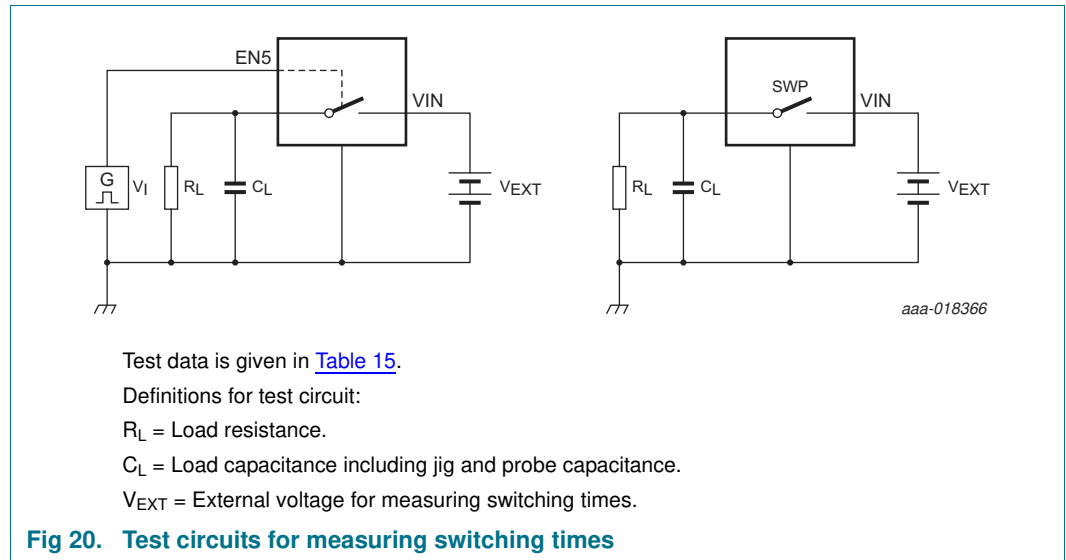 EN5
VIN
G
VI
RL
CL
VEXT
SWP
VIN
RL
CL
VEXT
aaa-018366
Test data is given in Table 15.
Definitions for test circuit:
RL = Load resistance.
CL = Load capacitance including jig and probe capacitance.
VEXT = External voltage for measuring switching times.
Fig 20. Test circuits for measuring switching times